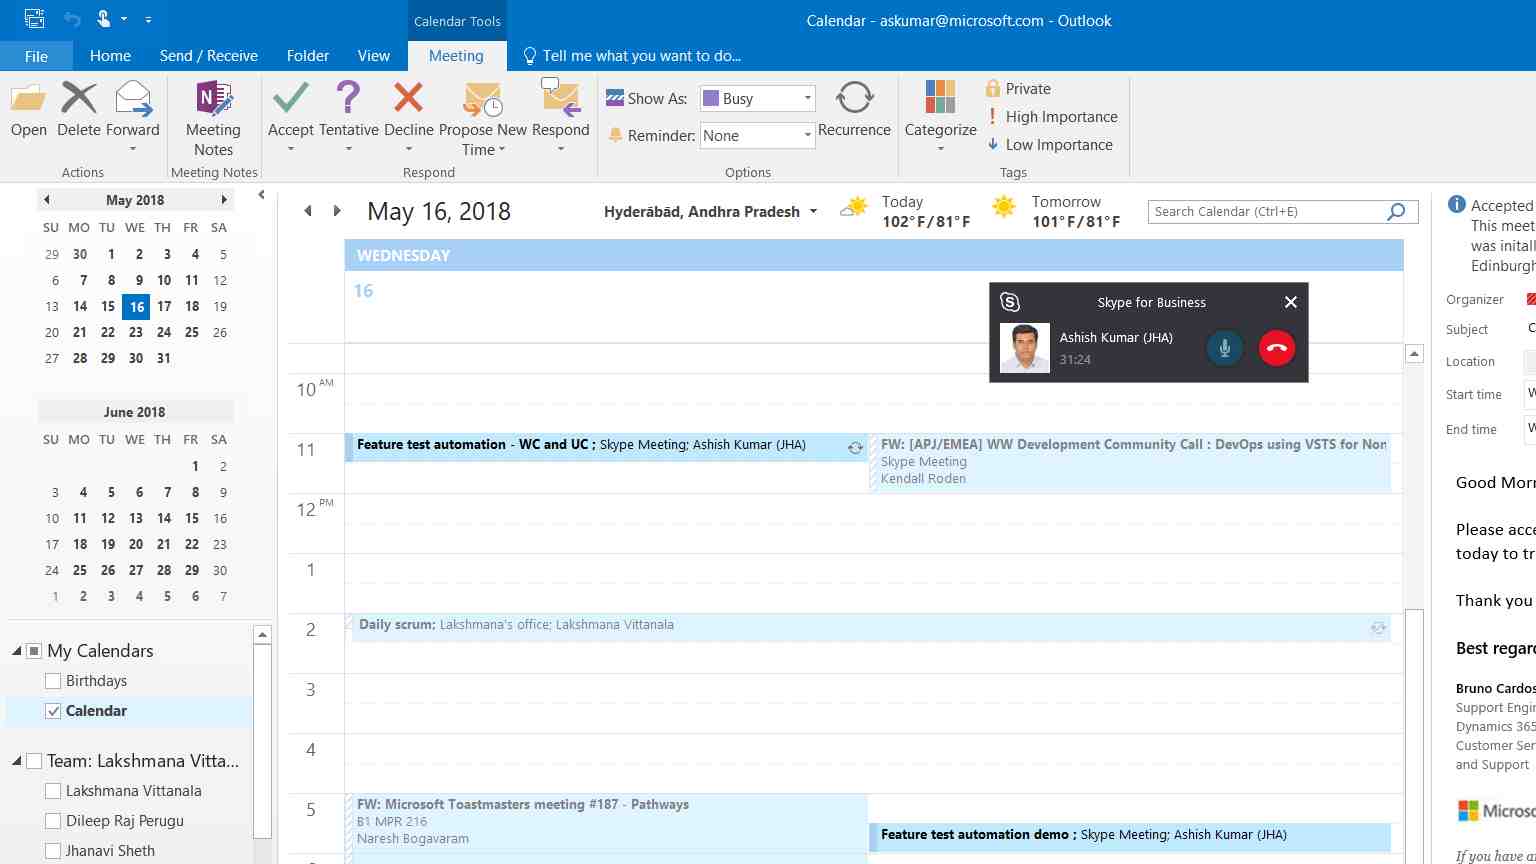 Calendar Tools
Calendar - askumar@microsoft.com - Outlook
File
Home
Send / Receive
Folder
View
Meeting
Tell me what you want to do...
Open
Delete
Forward
Actions
Meeting Notes
Meeting Notes
Accept
Tentative
Decline
Propose New Time
Respond
Respond
Show As:
Busy
Reminder:
None
Recurrence
Options
Categorize
Private
High Importance
Low Importance
Tags
May 2018
SU MO TU WE TH FR SA
29 30 1 2 3 4 5
6 7 8 9 10 11 12
13 14 15 16 17 18 19
20 21 22 23 24 25 26
27 28 29 30 31
June 2018
SU MO TU WE TH FR SA
1 2
3 4 5 6 7 8 9
10 11 12 13 14 15 16
17 18 19 20 21 22 23
24 25 26 27 28 29 30
1 2 3 4 5 6 7
My Calendars
Birthdays
Calendar
Team: Lakshmana Vitta...
Lakshmana Vittanala
Dileep Raj Perugu
Jhanavi Sheth
May 16, 2018
Hyderābād, Andhra Pradesh
Today
102°F/81°F
Tomorrow
101°F/81°F
Search Calendar (Ctrl+E)
WEDNESDAY
16
Skype for Business
Ashish Kumar (JHA)
31:24
10 AM
11
Feature test automation - WC and UC ; Skype Meeting; Ashish Kumar (JHA)
FW: [APJ/EMEA] WW Development Community Call : DevOps using VSTS for Nor
Skype Meeting
Kendall Roden
12 PM
1
2
Daily scrum; Lakshmana's office; Lakshmana Vittanala
3
4
5
FW: Microsoft Toastmasters meeting #187 - Pathways
B1 MPR 216
Naresh Bogavaram
Feature test automation demo ; Skype Meeting; Ashish Kumar (JHA)
Accepted
This meet
was inital
Edinburgh
Organizer
Subject
C
Location
Start time
W
End time
W
Good Morn
Please acce
today to tr
Thank you
Best regar
Bruno Cardos
Support Engin
Dynamics 365
Customer Ser
and Support
Microso
If you have a